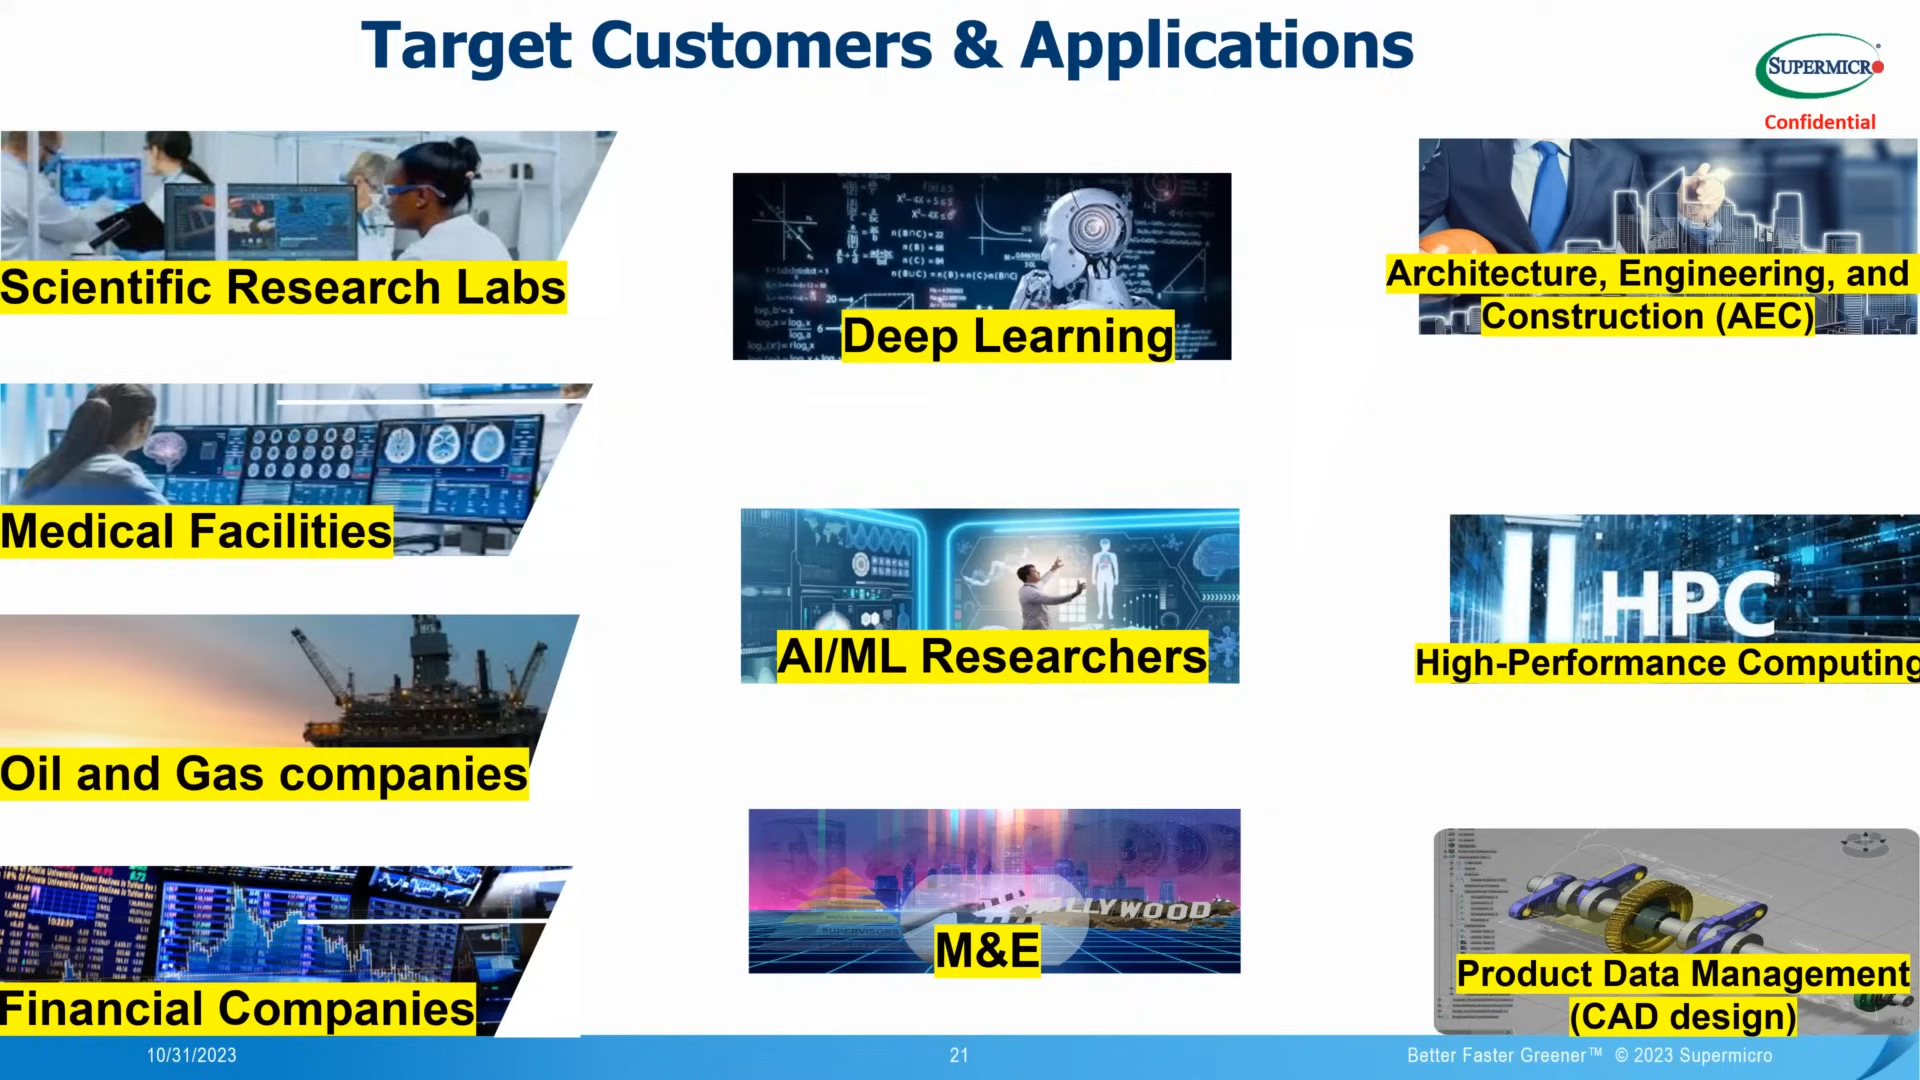 Target Customers & Applications
SUPERMICRO
Confidential
Scientific Research Labs
Deep Learning
Architecture, Engineering, and
Construction (AEC)
Medical Facilities
AI/ML Researchers
HPC
High-Performance Computing
Oil and Gas companies
HOLLYWOOD
SUPERVISORS
M&E
Financial Companies
Product Data Management
(CAD design)
10/31/2023
21
Better Faster Greener™ © 2023 Supermicro